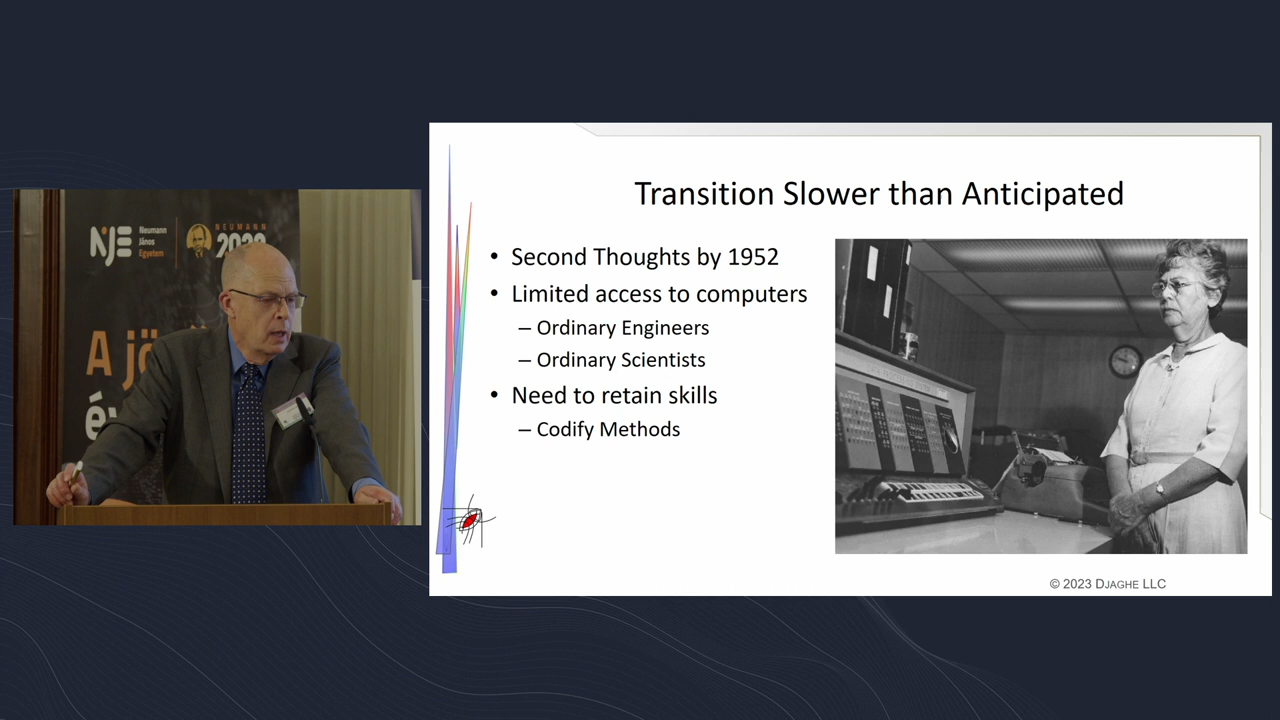 NJE
Neumann
János
Egyetem
NEUMANN
A jö
év
Transition Slower than Anticipated
• Second Thoughts by 1952
• Limited access to computers
– Ordinary Engineers
– Ordinary Scientists
• Need to retain skills
– Codify Methods
© 2023 DJAGHE LLC